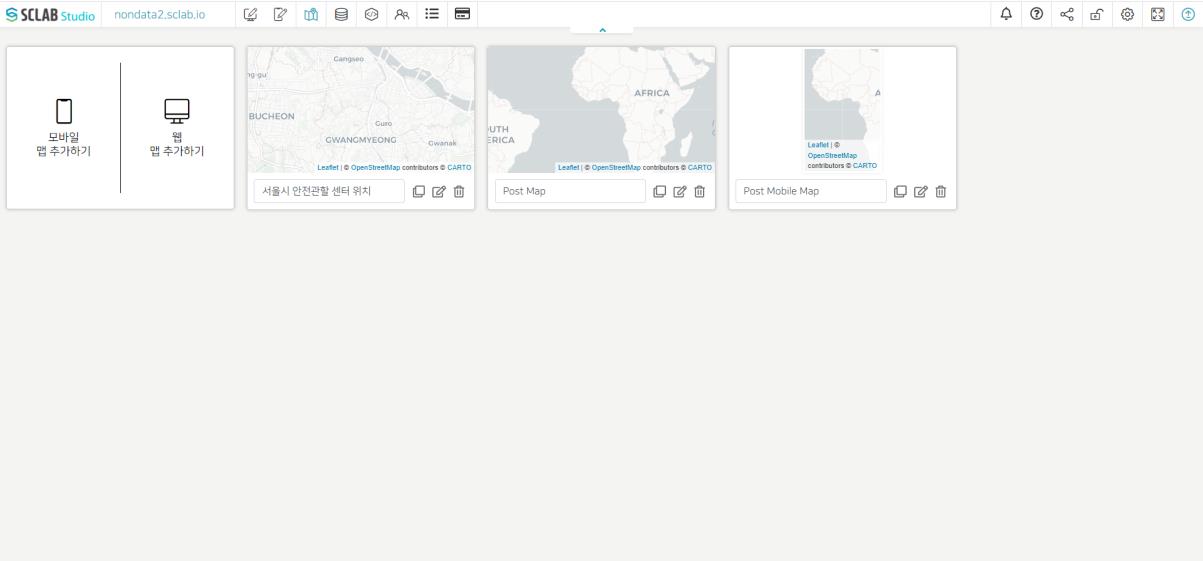 SCLAB Studio
nondata2.sclab.io
모바일
맵 추가하기
웹
맵 추가하기
Gangseo
ng-gu
BUCHEON
Guro
GWANGMYEONG
Gwanak
Leaflet | © OpenStreetMap contributors © CARTO
서울시 안전관할 센터 위치
AFRICA
OUTH
ERICA
Leaflet | © OpenStreetMap contributors © CARTO
Post Map
A
Leaflet | ©
OpenStreetMap
contributors © CARTO
Post Mobile Map